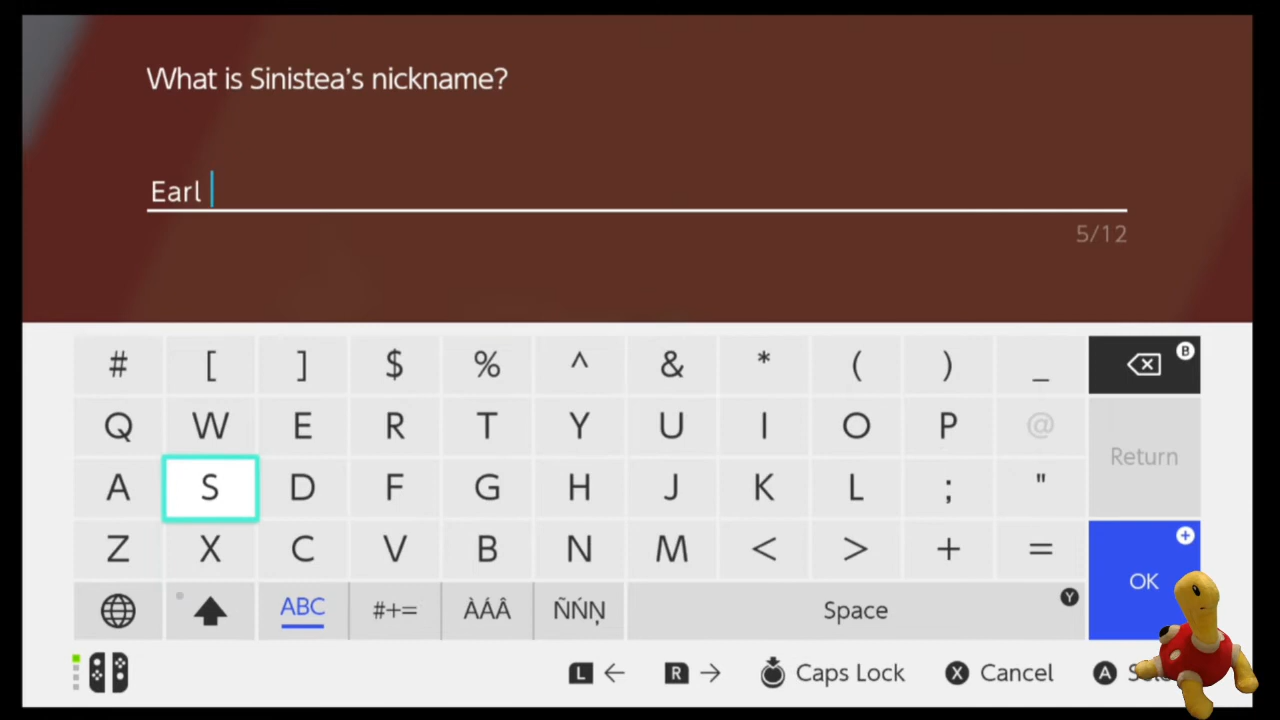 What is Sinistea's nickname?
Earl
5/12
# [ ] $ % ^ & * ( ) _ B
Q W E R T Y U I O P @ Return
A S D F G H J K L ; "
Z X C V B N M < > + = + OK
ABC #+= ÀÁÂ ÑŃŅ Space Y
L ← R → Caps Lock X Cancel A